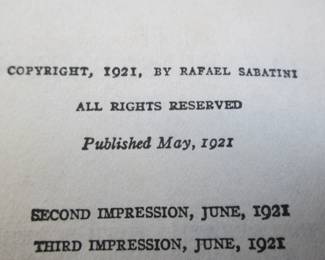 COPYRIGHT, 1921, BY RAFAEL SABATINI
ALL RIGHTS RESERVED
Published May, 1921
SECOND IMPRESSION, JUNE, 1921
THIRD IMPRESSION, JUNE, 1921